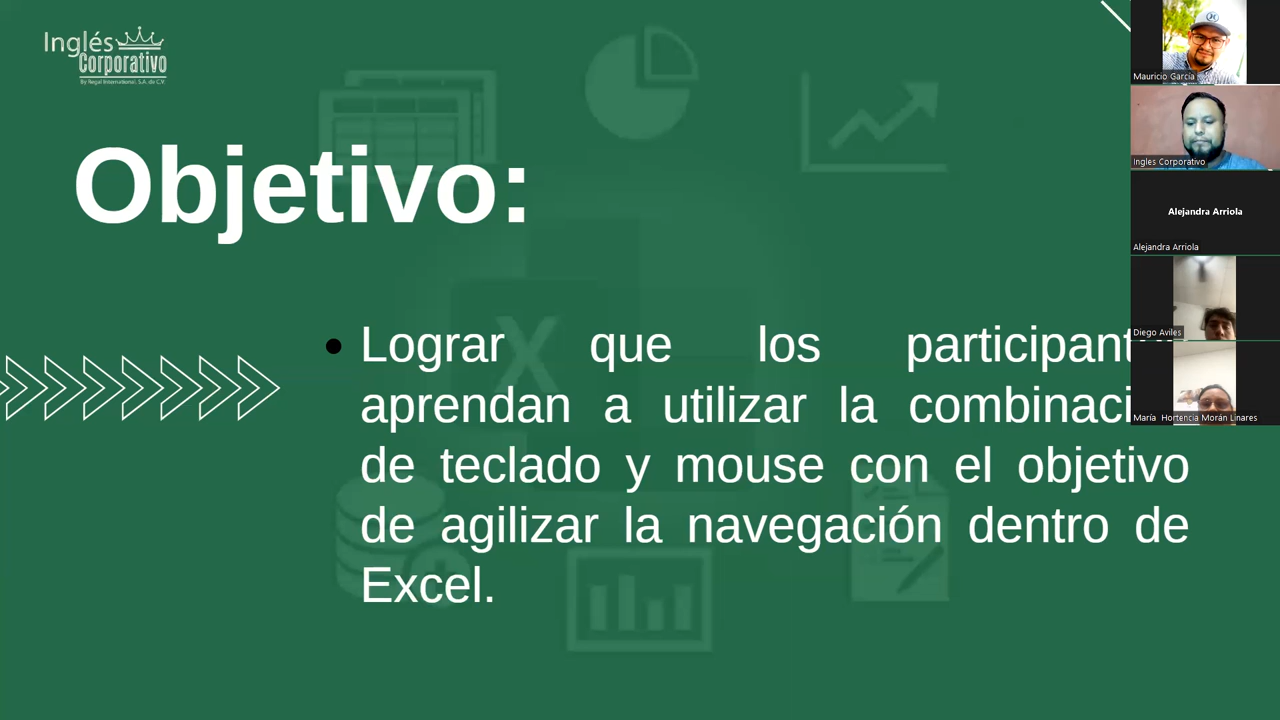 Inglés
Corporativo
By Regal International, S.A. de C.V.
Objetivo:
• Lograr que los
aprendan a utilizar la
de teclado y mouse con el objetivo
de agilizar la navegación dentro de
Excel.
Mauricio García
Ingles Corporativo
Alejandra Arriola
Alejandra Arriola
Diego Aviles
María Hortencia Morán Linares